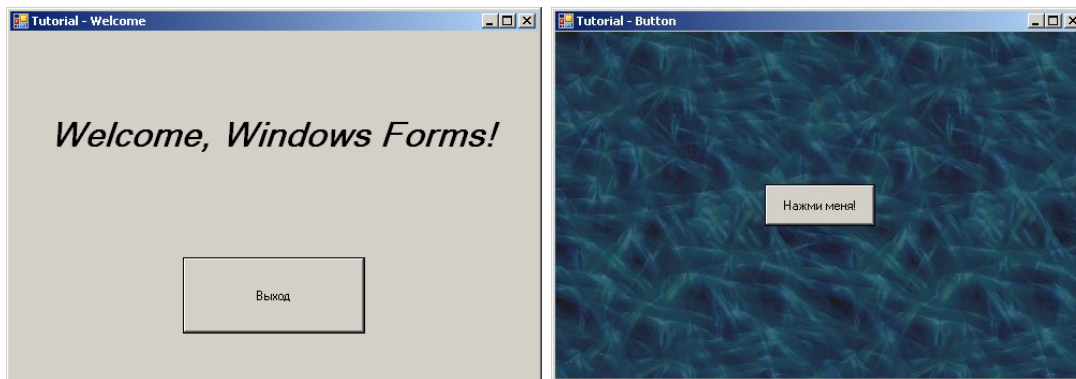 Tutorial - Welcome
Welcome, Windows Forms!
Выход
Tutorial - Button
Нажми меня!